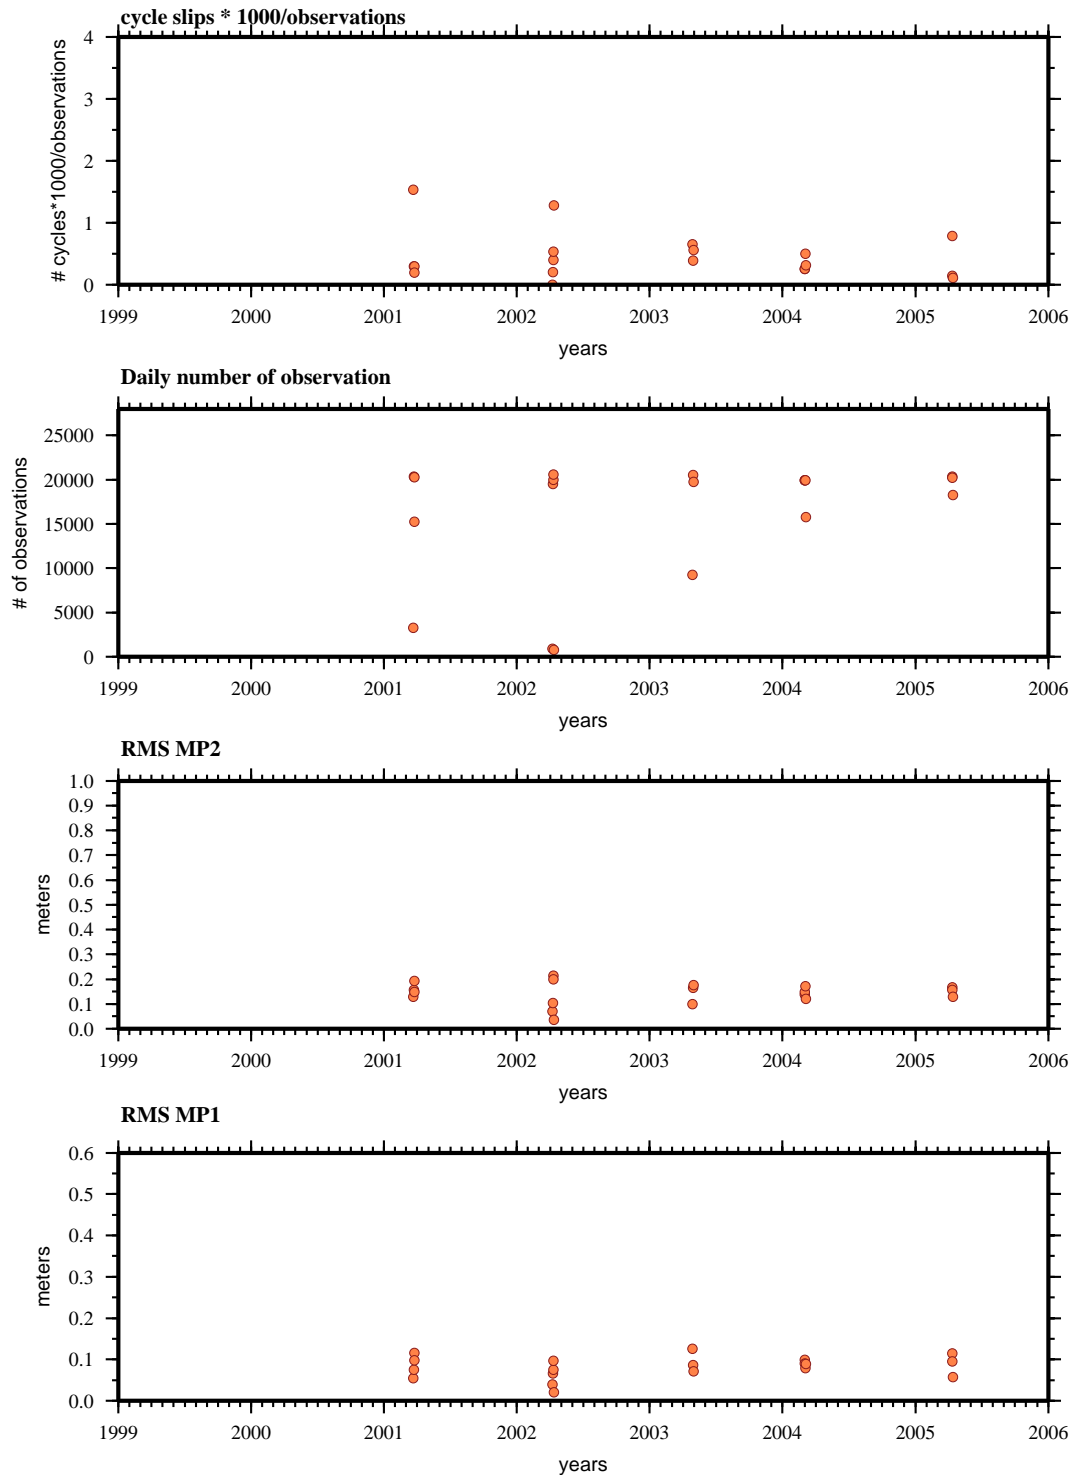 cycle slips * 1000/observations
# cycles*1000/observations
4
3
2
1
0
1999 2000 2001 2002 2003 2004 2005 2006
years
Daily number of observation
# of observations
25000
20000
15000
10000
5000
0
1999 2000 2001 2002 2003 2004 2005 2006
years
RMS MP2
meters
1.0
0.9
0.8
0.7
0.6
0.5
0.4
0.3
0.2
0.1
0.0
1999 2000 2001 2002 2003 2004 2005 2006
years
RMS MP1
meters
0.6
0.5
0.4
0.3
0.2
0.1
0.0
1999 2000 2001 2002 2003 2004 2005 2006
years